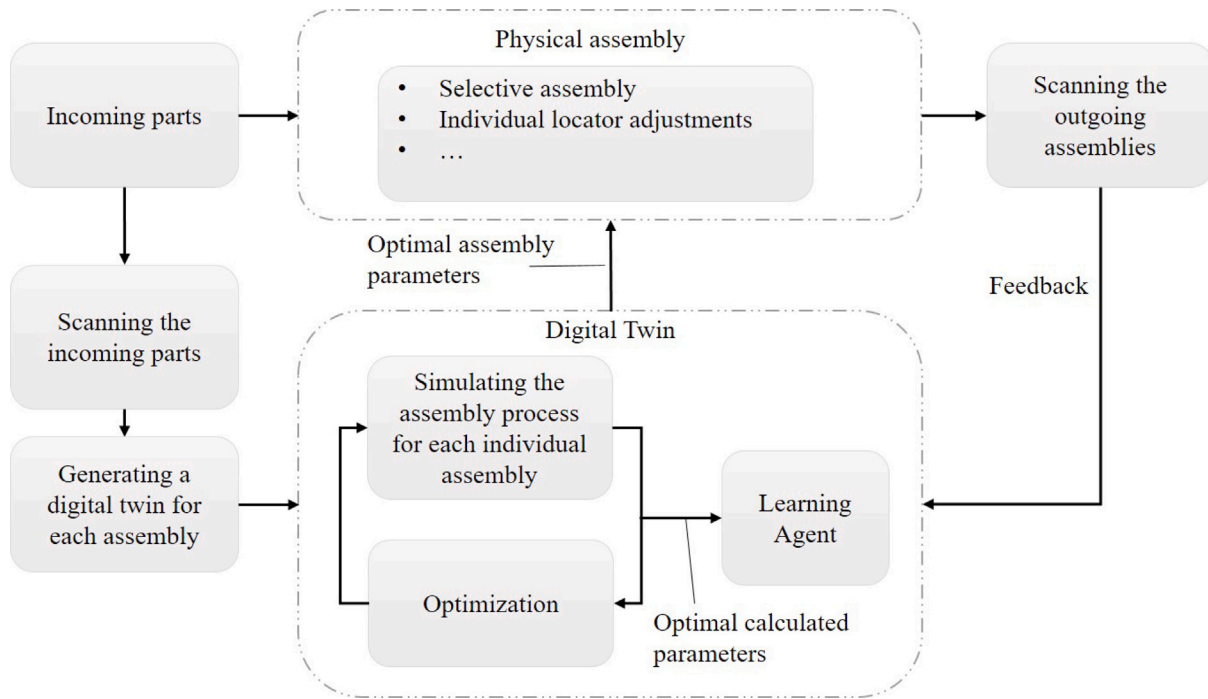 Physical assembly
Incoming parts
• Selective assembly
• Individual locator adjustments
• …
Scanning the
outgoing
assemblies
Optimal assembly
parameters
Feedback
Scanning the
incoming parts
Digital Twin
Simulating the
assembly process
for each individual
assembly
Generating a
digital twin for
each assembly
Learning
Agent
Optimization
Optimal calculated
parameters